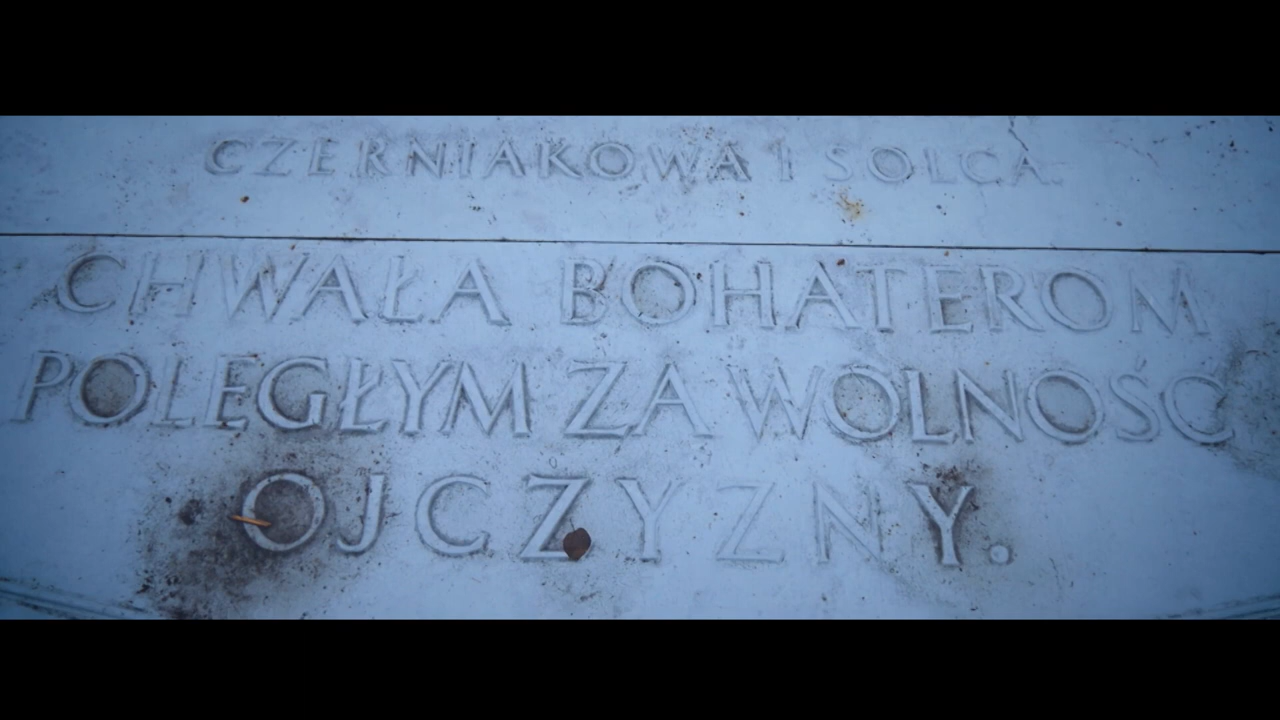 CZERNIAKOWA I SOLCA.
CHWAŁA BOHATEROM
POLEGŁYM ZA WOLNOŚĆ
OJCZYZNY.